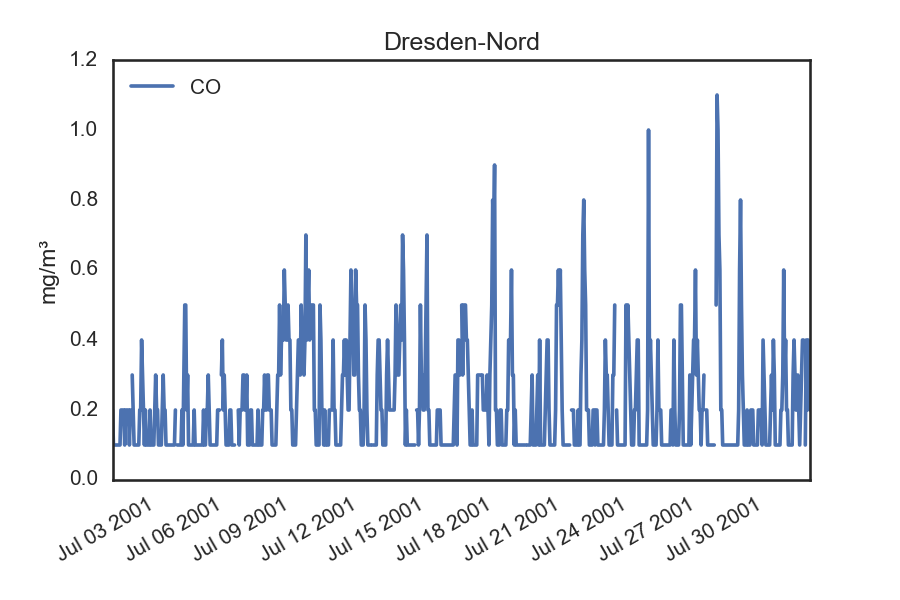 Dresden-Nord
CO
mg/m³
1.2
1.0
0.8
0.6
0.4
0.2
0.0
Jul 03 2001
Jul 06 2001
Jul 09 2001
Jul 12 2001
Jul 15 2001
Jul 18 2001
Jul 21 2001
Jul 24 2001
Jul 27 2001
Jul 30 2001